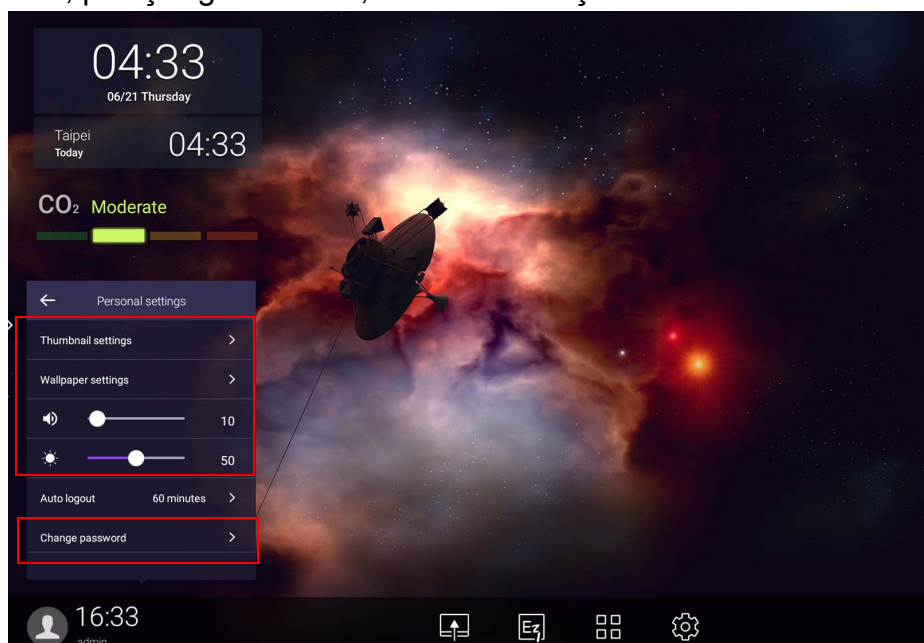 04:33
06/21 Thursday
Taipei
Today
04:33
CO₂ Moderate
Personal settings
Thumbnail settings
Wallpaper settings
10
50
Auto logout 60 minutes
Change password
16:33
admin